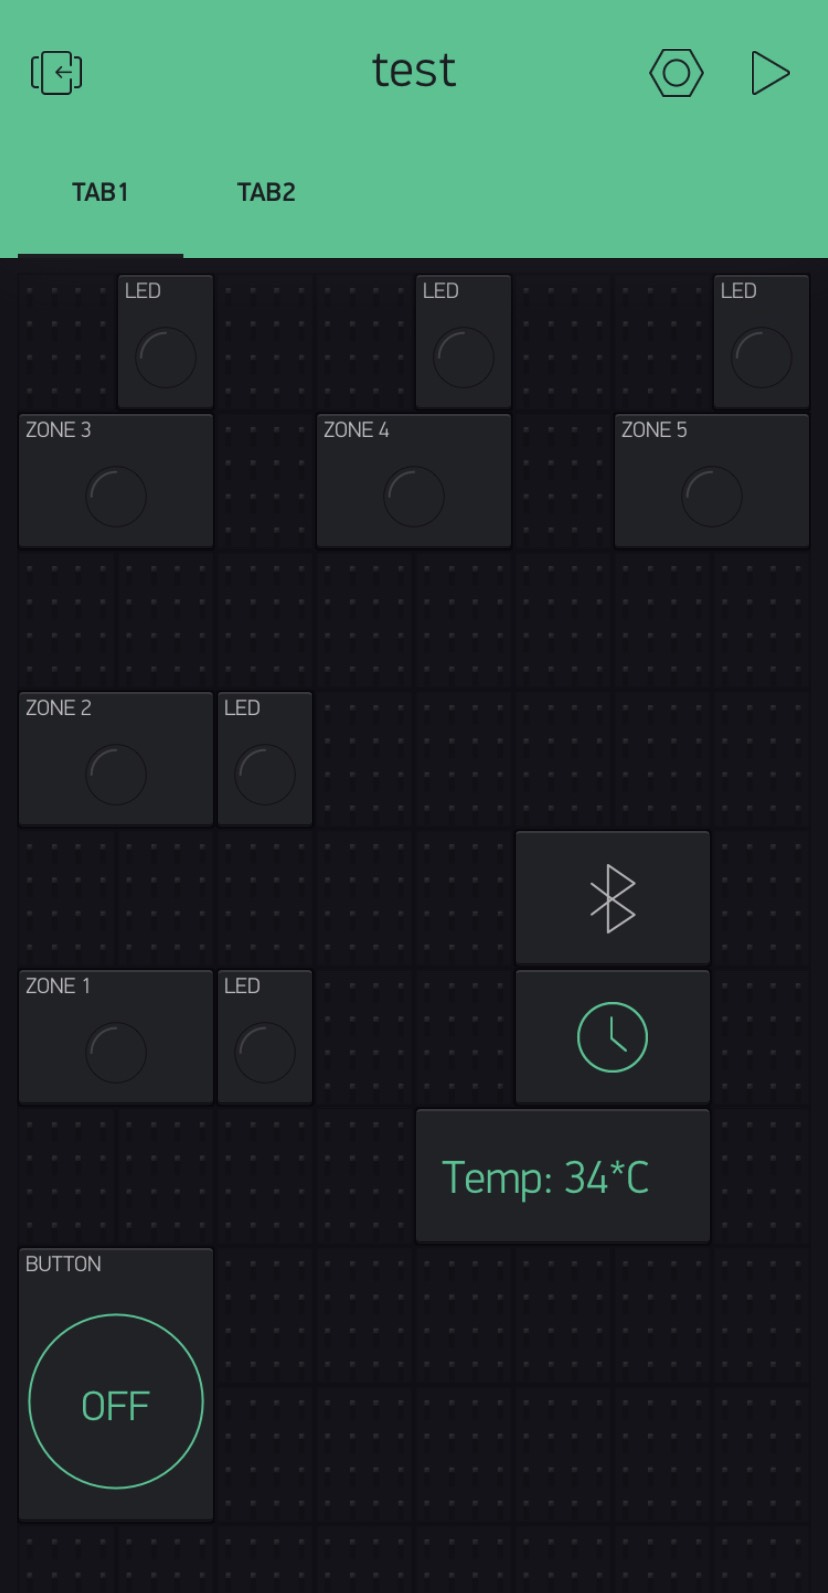 test
TAB1 TAB2
LED LED LED
ZONE 3 ZONE 4 ZONE 5
ZONE 2 LED
ZONE 1 LED
Temp: 34*C
BUTTON
OFF